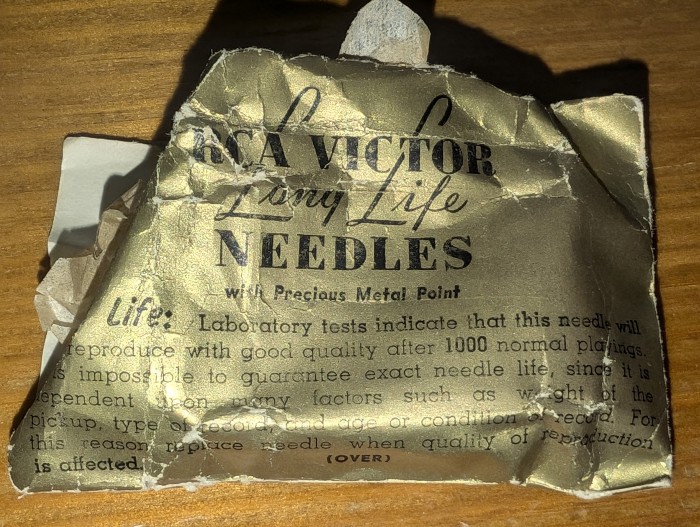 RCA VICTOR
Long Life
NEEDLES
with Precious Metal Point
Life: Laboratory tests indicate that this needle will
reproduce with good quality after 1000 normal playings.
is impossible to guarantee exact needle life, since it is
dependent upon many factors such as weight of the
pickup, type of record, and age or condition of record. For
this reason replace needle when quality of reproduction
is affected.
(OVER)